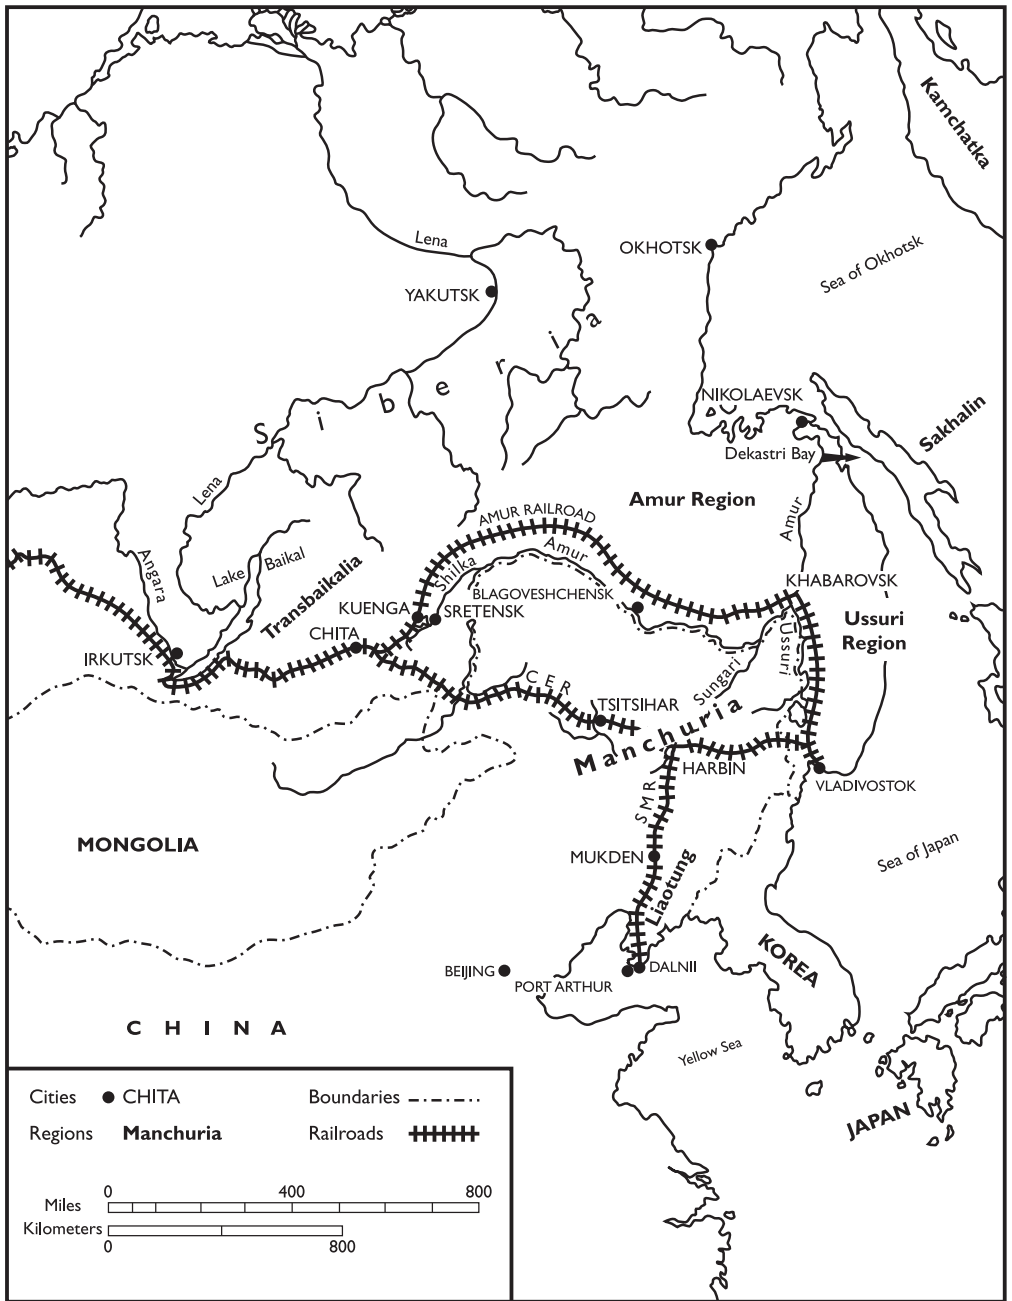 Kamchatka
Lena
OKHOTSK
Sea of Okhotsk
YAKUTSK
Siberia
NIKOLAEVSK
Sakhalin
Dekastri Bay
Lena
Amur Region
AMUR RAILROAD
Amur
Amur
Angara
Lake Baikal
Transbaikalia
Shilka
KHABAROVSK
BLAGOVESHCHENSK
KUENGA
SRETENSK
Ussuri
Region
CHITA
Ussuri
IRKUTSK
Sungari
CER
TSITSIHAR
Manchuria
HARBIN
VLADIVOSTOK
SMR
MONGOLIA
MUKDEN
Sea of Japan
Liaotung
KOREA
BEIJING
DALNII
PORT ARTHUR
CHINA
Yellow Sea
JAPAN
Cities CHITA
Boundaries
Regions Manchuria
Railroads
0 400 800
Miles
Kilometers
0 800